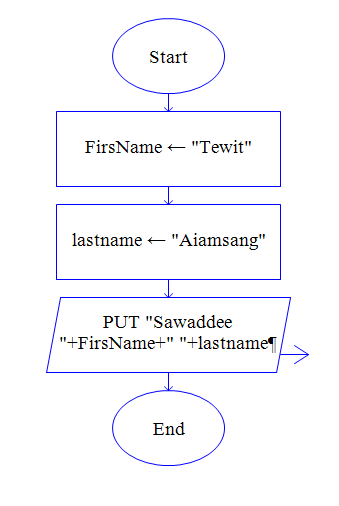 Start
FirsName ← "Tewit"
lastname ← "Aiamsang"
PUT "Sawaddee
"+FirsName+" "+lastname¶
End